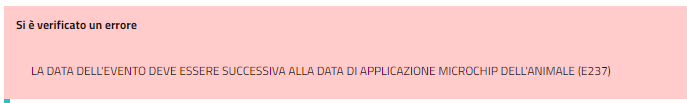 Si è verificato un errore
LA DATA DELL'EVENTO DEVE ESSERE SUCCESSIVA ALLA DATA DI APPLICAZIONE MICROCHIP DELL'ANIMALE (E237)